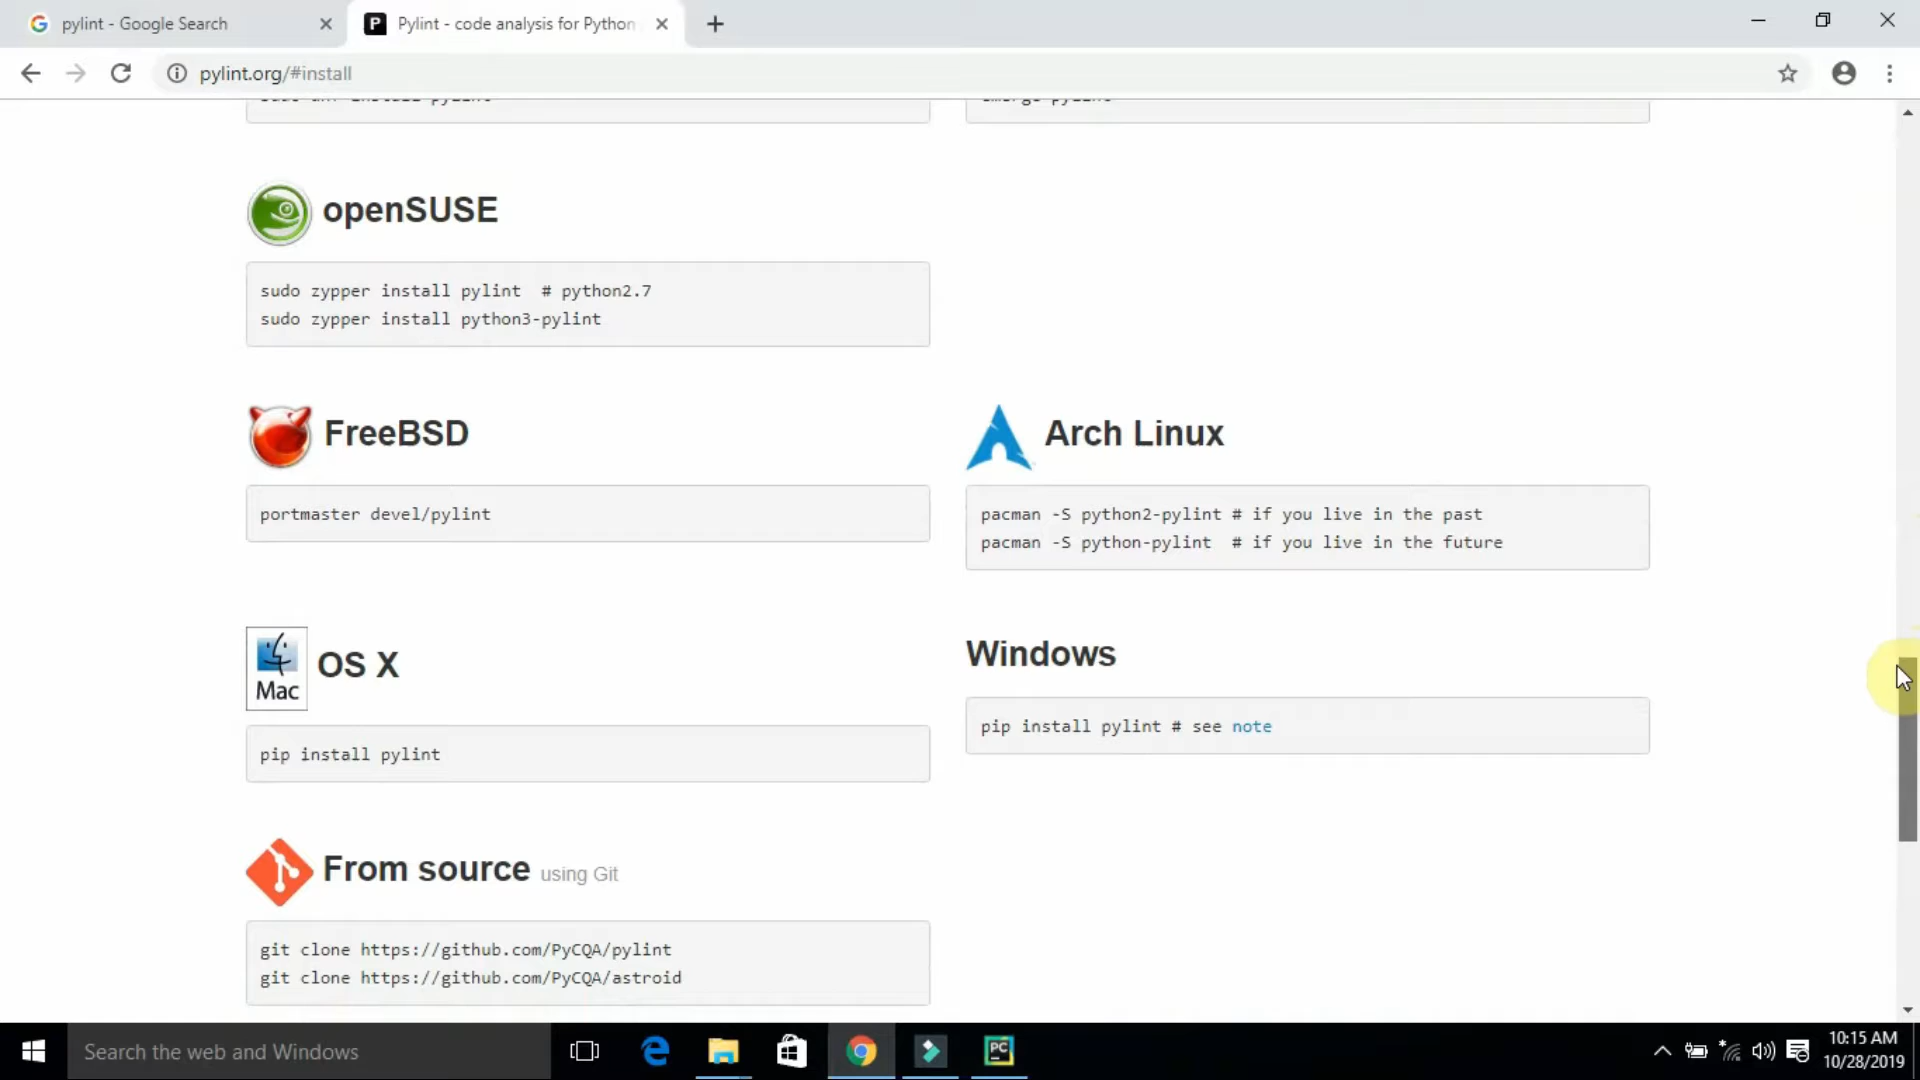 pylint - Google Search
Pylint - code analysis for Python
pylint.org/#install
openSUSE
sudo zypper install pylint  # python2.7
sudo zypper install python3-pylint
FreeBSD
portmaster devel/pylint
Arch Linux
pacman -S python2-pylint # if you live in the past
pacman -S python-pylint  # if you live in the future
Mac
OS X
pip install pylint
Windows
pip install pylint # see note
From source using Git
git clone https://github.com/PyCQA/pylint
git clone https://github.com/PyCQA/astroid
Search the web and Windows
PC
10:15 AM
10/28/2019